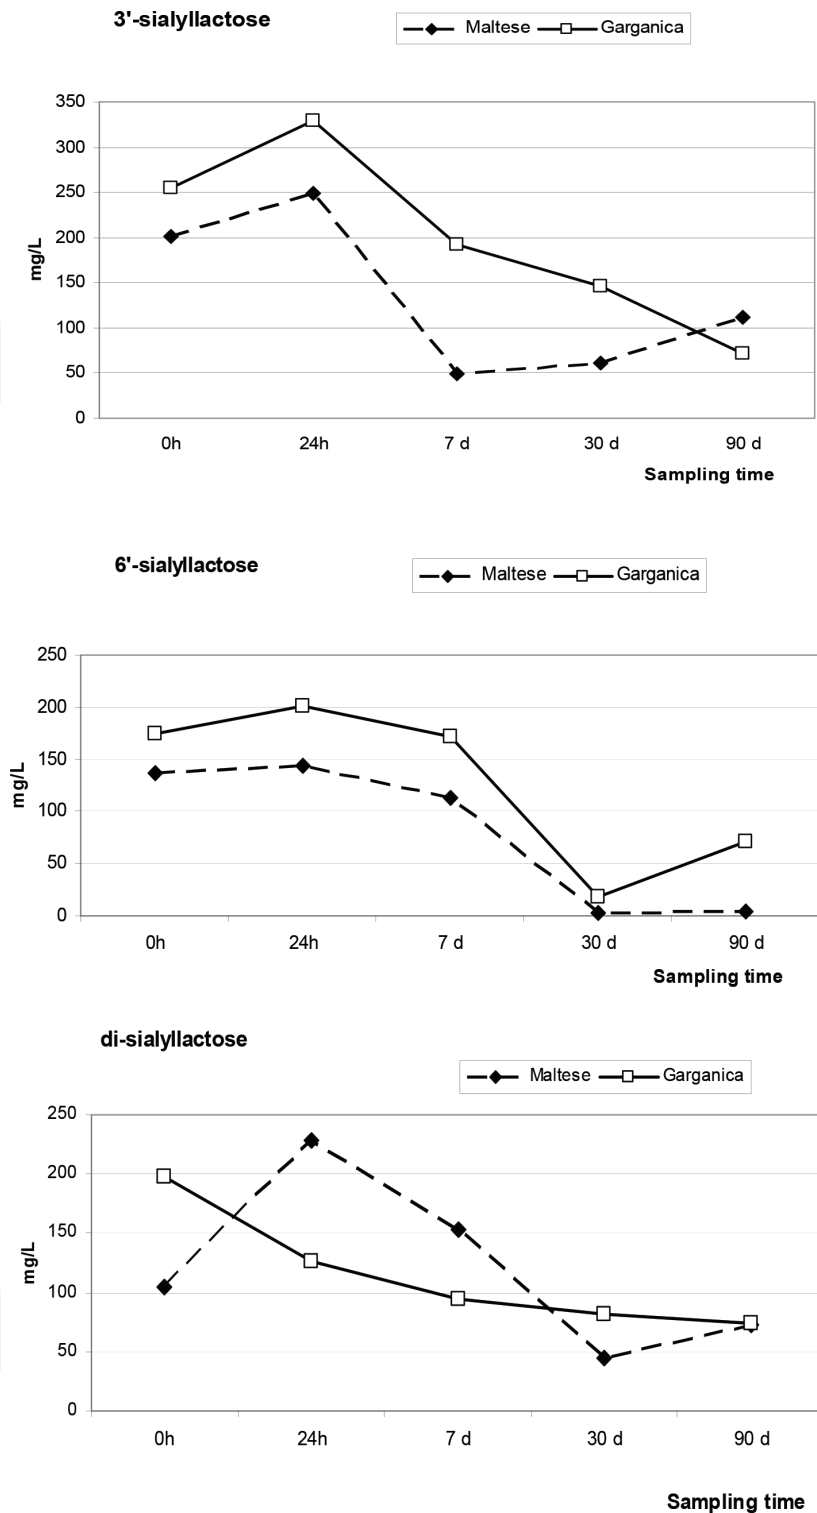 3'-sialyllactose
Maltese Garganica
350
300
250
200
150
100
50
0
mg/L
0h 24h 7 d 30 d 90 d
Sampling time
6'-sialyllactose
Maltese Garganica
250
200
150
100
50
0
mg/L
0h 24h 7 d 30 d 90 d
Sampling time
di-sialyllactose
Maltese Garganica
250
200
150
100
50
0
mg/L
0h 24h 7 d 30 d 90 d
Sampling time